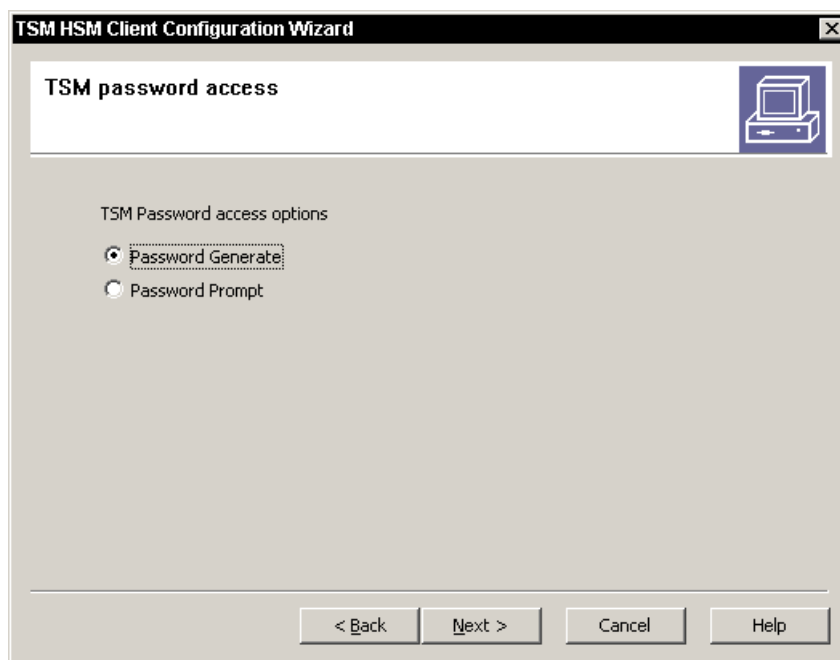 TSM HSM Client Configuration Wizard
TSM password access
TSM Password access options
Password Generate
Password Prompt
< Back Next > Cancel Help